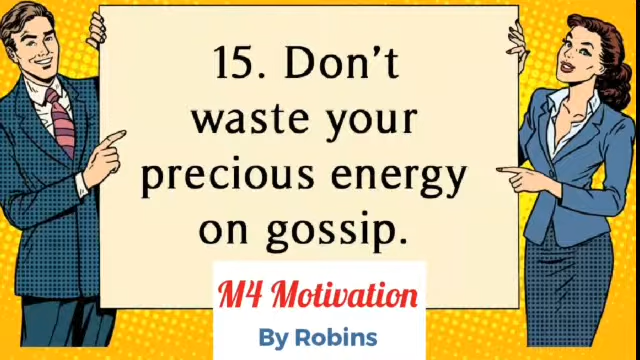 15. Don't
waste your
precious energy
on gossip.
M4 Motivation
By Robins